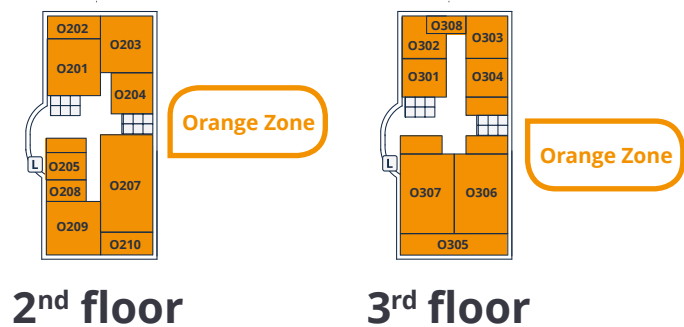 O202
O203
O201
O204
O205
O207
O208
O209
O210
L
Orange Zone
2nd floor
O308
O303
O302
O301
O304
L
O307
O306
O305
Orange Zone
3rd floor